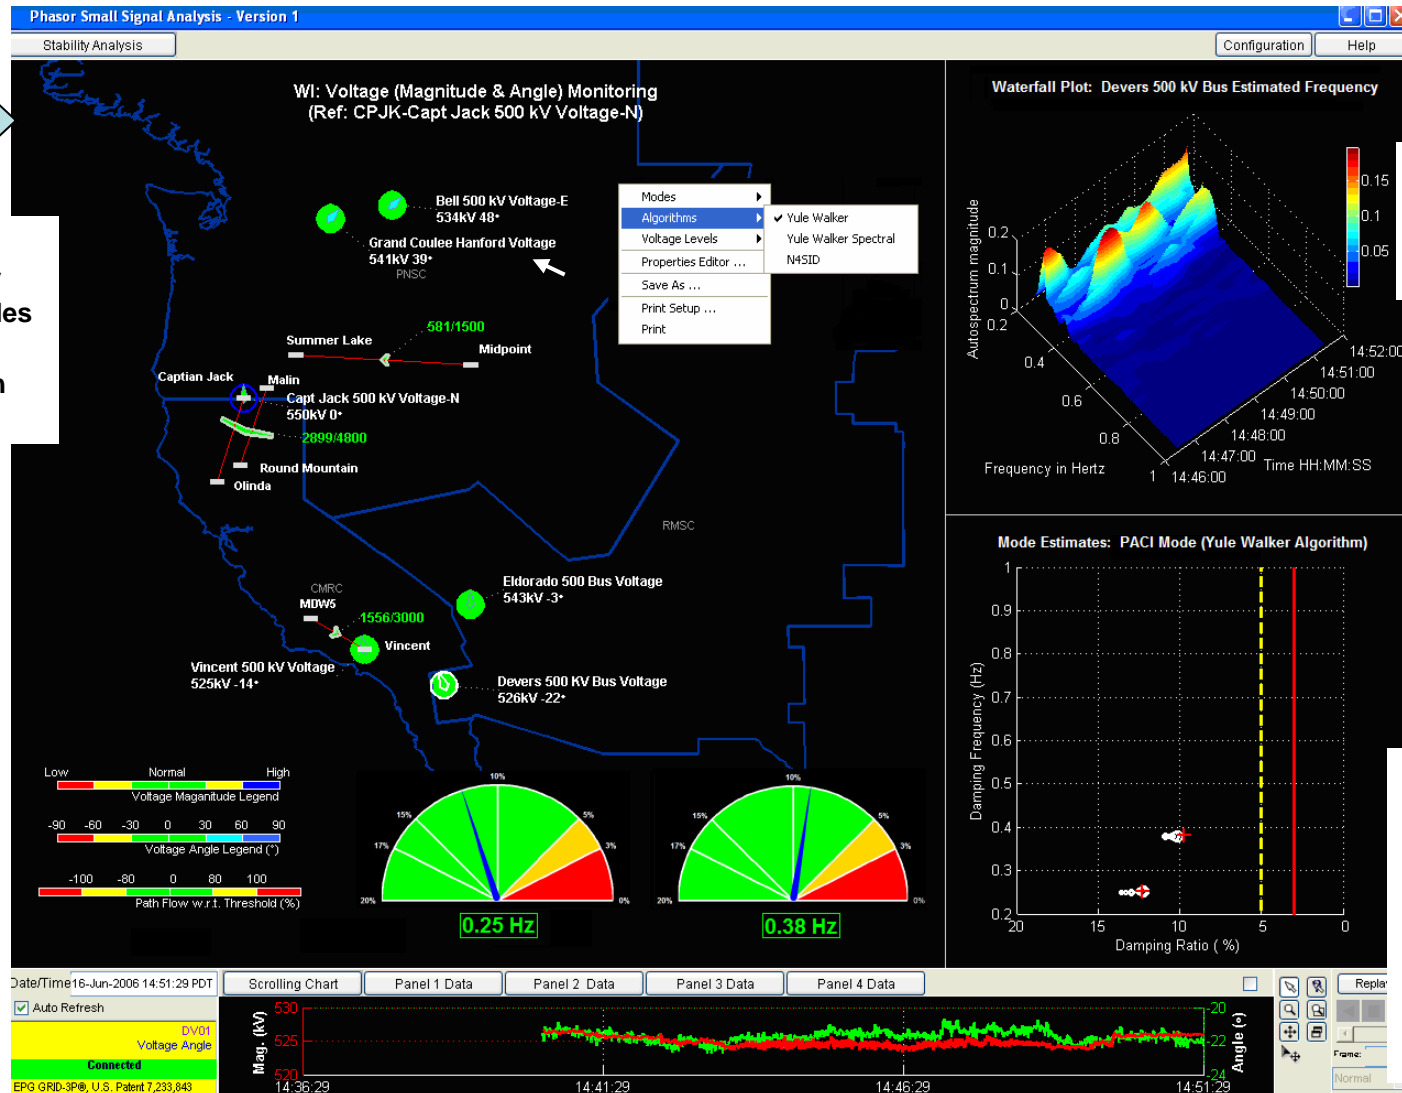 Phasor Small Signal Analysis - Version 1
Stability Analysis
Configuration
Help
WI: Voltage (Magnitude & Angle) Monitoring
(Ref: CPJK-Capt Jack 500 kV Voltage-N)
Bell 500 kV Voltage-E
534kV 48°
Grand Coulee Hanford Voltage
541kV 39°
PNSC
Modes
Algorithms
Voltage Levels
Properties Editor ...
Save As ...
Print Setup ...
Print
Yule Walker
Yule Walker Spectral
N4SID
581/1500
Summer Lake
Midpoint
Captian Jack
Malin
Capt Jack 500 kV Voltage-N
550kV 0°
2899/4800
Round Mountain
Olinda
RMSC
Eldorado 500 Bus Voltage
543kV -3°
CMRC
MDW5
1556/3000
Vincent
Vincent 500 kV Voltage
525kV -14°
Devers 500 KV Bus Voltage
526kV -22°
Low Normal High
Voltage Maganitude Legend
-90 -60 -30 0 30 60 90
Voltage Angle Legend (°)
-100 -80 0 80 100
Path Flow w.r.t. Threshold (%)
20% 17% 15% 10% 5% 3% 0%
0.25 Hz
20% 17% 15% 10% 5% 3% 0%
0.38 Hz
Waterfall Plot: Devers 500 kV Bus Estimated Frequency
Autospectrum magnitude
0.2
0.1
0
0.2
0.4
0.6
0.8
1
Frequency in Hertz
14:46:00
14:47:00
14:48:00
14:49:00
14:50:00
14:51:00
14:52:00
Time HH:MM:SS
0.15
0.1
0.05
Mode Estimates: PACI Mode (Yule Walker Algorithm)
Damping Frequency (Hz)
1
0.9
0.8
0.7
0.6
0.5
0.4
0.3
0.2
20 15 10 5 0
Damping Ratio ( %)
les
n
Date/Time 16-Jun-2006 14:51:29 PDT
Auto Refresh
DV01
Voltage Angle
Connected
EPG GRID-3P®, U.S. Patent 7,233,843
Scrolling Chart
Panel 1 Data
Panel 2 Data
Panel 3 Data
Panel 4 Data
Mag. (kV)
530
525
520
14:36:29 14:41:29 14:46:29 14:51:29
-20
-22
-24
Angle (o)
Replay
Frame:
Normal